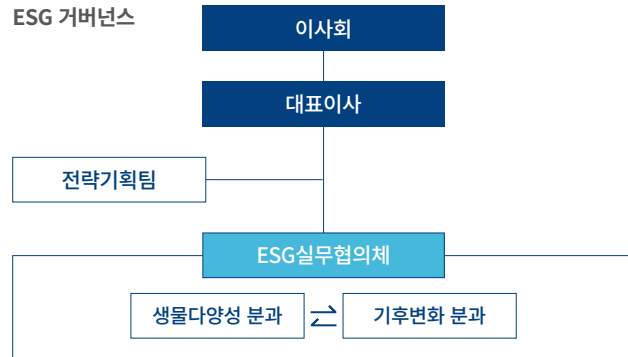 ESG 거버넌스
이사회
대표이사
전략기획팀
ESG실무협의체
생물다양성 분과
기후변화 분과